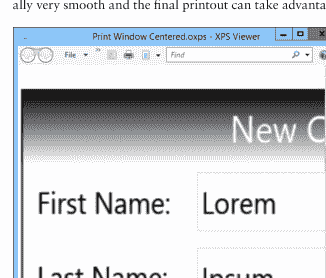 ally very smooth and the final printout can take advanta
Print Window Centered.oxps - XPS Viewer
File Find
New C
First Name: Lorem
Last Name: Ipsum